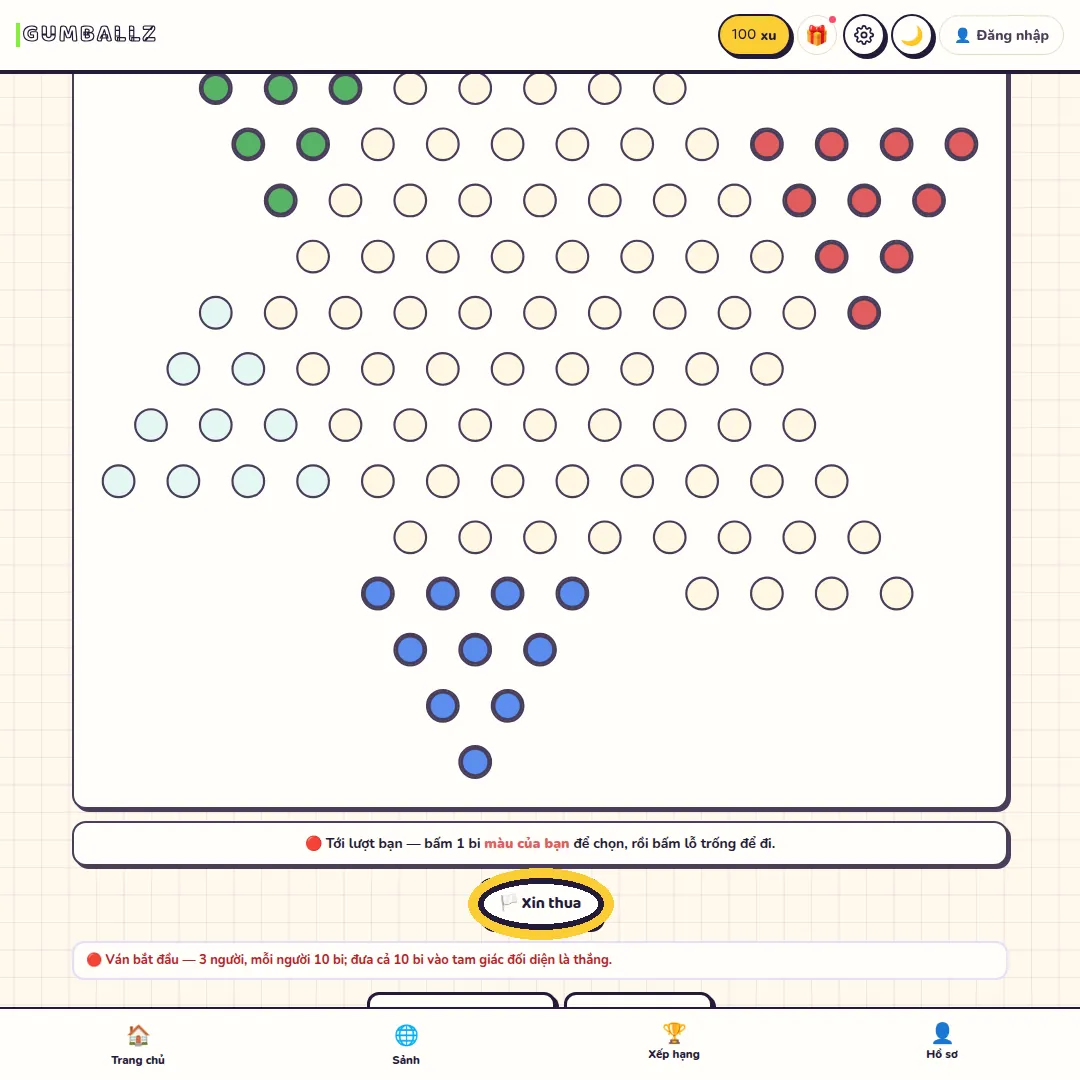 GUMBALLZ
100 xu
Đăng nhập
Tới lượt bạn — bấm 1 bi màu của bạn để chọn, rồi bấm lỗ trống để đi.
Xin thua
Ván bắt đầu — 3 người, mỗi người 10 bi; đưa cả 10 bi vào tam giác đối diện là thắng.
Trang chủ
Sảnh
Xếp hạng
Hồ sơ